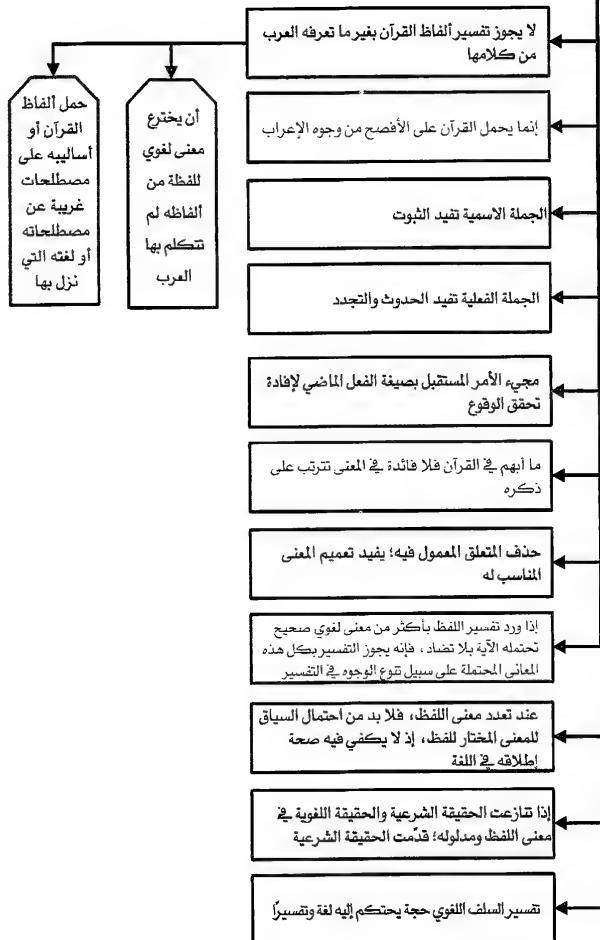 لا يجوز تفسير ألفاظ القرآن بغير ما تعرفه العرب
من كلامها
أن يخترع
معنى لغوي
للفظة من
ألفاظه لم
تتكلم بها
العرب
حمل ألفاظ
القرآن أو
أساليبه على
مصطلحات
غريبة عن
مصطلحاته
أو لغته التي
نزل بها
إنما يحمل القرآن على الأفصح من وجوه الإعراب
الجملة الاسمية تفيد الثبوت
الجملة الفعلية تفيد الحدوث والتجدد
مجيء الأمر المستقبل بصيغة الفعل الماضي لإفادة
تحقق الوقوع
ما أبهم في القرآن فلا فائدة في المعنى تترتب على
ذكره
حذف المتعلق المعمول فيه؛ يفيد تعميم المعنى
المناسب له
إذا ورد تفسير اللفظ بأكثر من معنى لغوي صحيح
تحتمله الآية بلا تضاد، فإنه يجوز التفسير بكل هذه
المعاني المحتملة على سبيل تنوع الوجوه في التفسير
عند تعدد معنى اللفظ، فلا بد من احتمال السياق
للمعنى المختار للفظ، إذ لا يكفي فيه صحة
إطلاقه في اللغة
إذا تنازعت الحقيقة الشرعية والحقيقة اللغوية في
معنى اللفظ ومدلوله؛ قدّمت الحقيقة الشرعية
تفسير السلف اللغوي حجة يحتكم إليه لغة وتفسيرًا